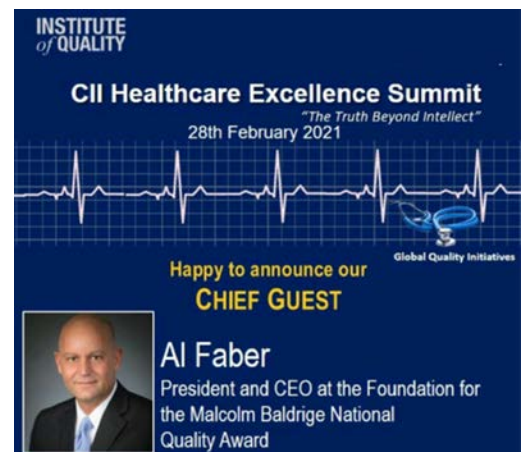 INSTITUTE
of QUALITY
CII Healthcare Excellence Summit
"The Truth Beyond Intellect"
28th February 2021
Global Quality Initiatives
Happy to announce our
CHIEF GUEST
Al Faber
President and CEO at the Foundation for
the Malcolm Baldrige National
Quality Award